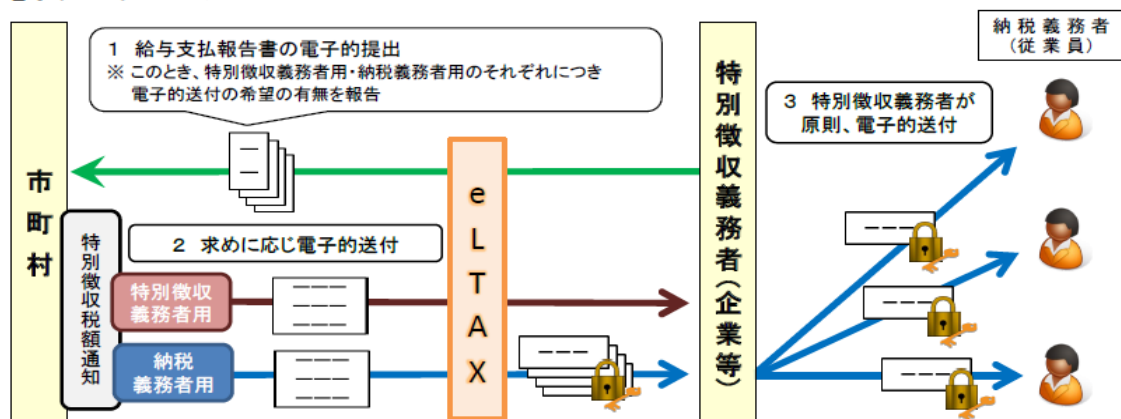 納税義務者
(従業員)
1 給与支払報告書の電子的提出
※ このとき、特別徴収義務者用・納税義務者用のそれぞれにつき
電子的送付の希望の有無を報告
3 特別徴収義務者が
原則、電子的送付
市町村
eLTAX
特別徴収義務者(企業等)
特別徴収税額通知
2 求めに応じ電子的送付
特別徴収
義務者用
納税
義務者用